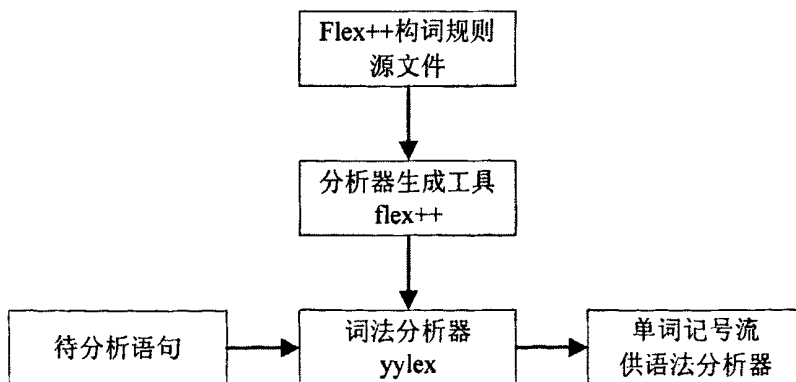 Flex++构词规则
源文件
分析器生成工具
flex++
待分析语句
词法分析器
yylex
单词记号流
供语法分析器